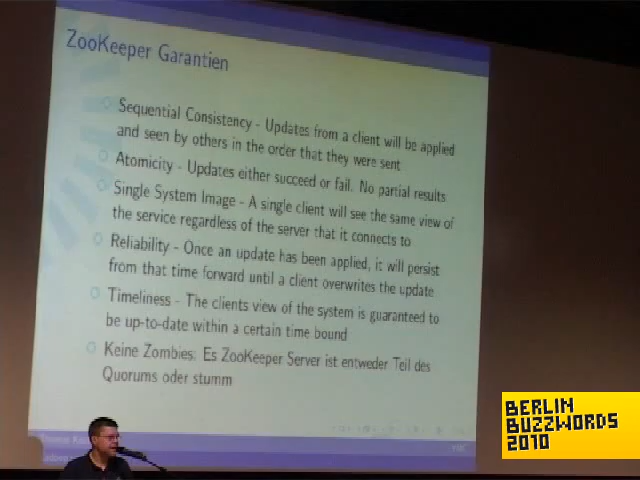 ZooKeeper Garantien
Sequential Consistency - Updates from a client will be applied
and seen by others in the order that they were sent
Atomicity - Updates either succeed or fail. No partial results
Single System Image - A single client will see the same view of
the service regardless of the server that it connects to
Reliability - Once an update has been applied, it will persist
from that time forward until a client overwrites the update
Timeliness - The clients view of the system is guaranteed to
be up-to-date within a certain time bound
Keine Zombies: Es ZooKeeper Server ist entweder Teil des
Quorums oder stumm
BERLIN
BUZZWORDS
2010